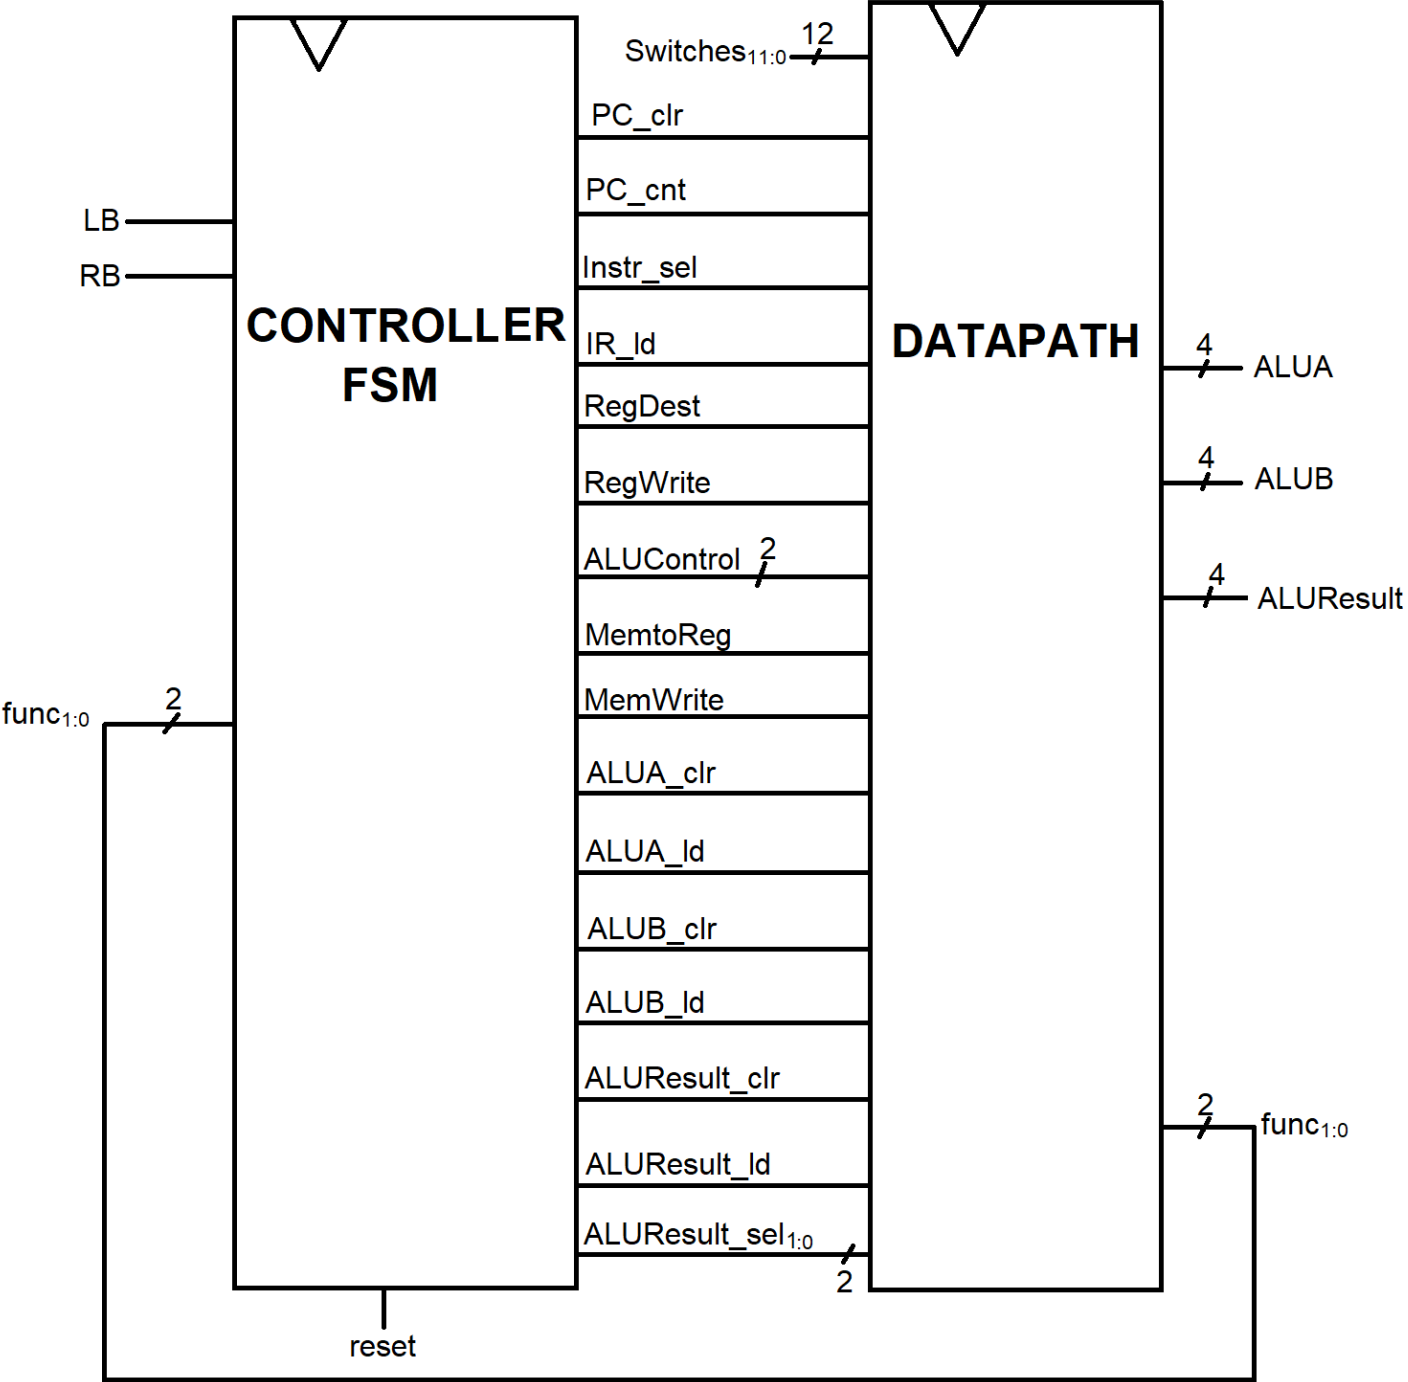 12
Switches11:0
PC_clr
PC_cnt
LB
RB
Instr_sel
CONTROLLER
FSM
IR_ld
DATAPATH
4
ALUA
RegDest
4
ALUB
RegWrite
ALUControl
2
4
ALUResult
MemtoReg
MemWrite
2
func1:0
ALUA_clr
ALUA_ld
ALUB_clr
ALUB_ld
ALUResult_clr
2
func1:0
ALUResult_ld
ALUResult_sel1:0
2
reset